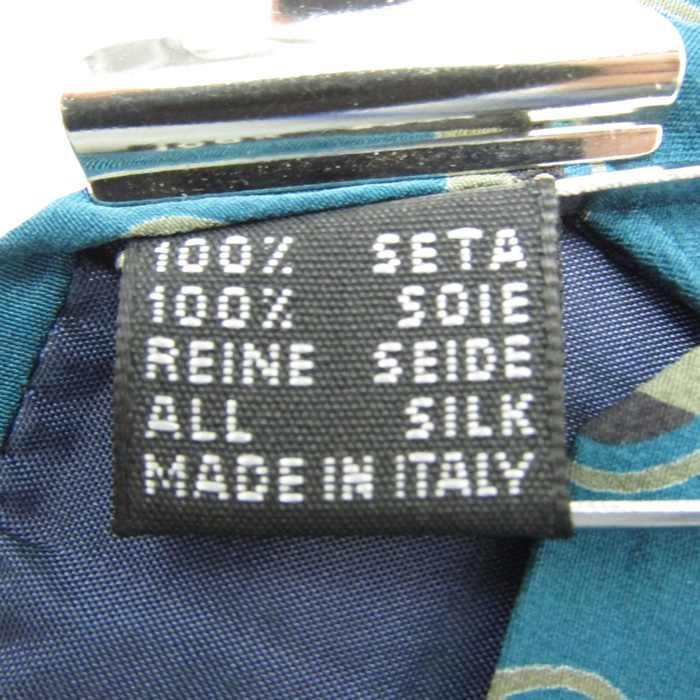 100% SETA
100% SOIE
REINE SEIDE
ALL SILK
MADE IN ITALY